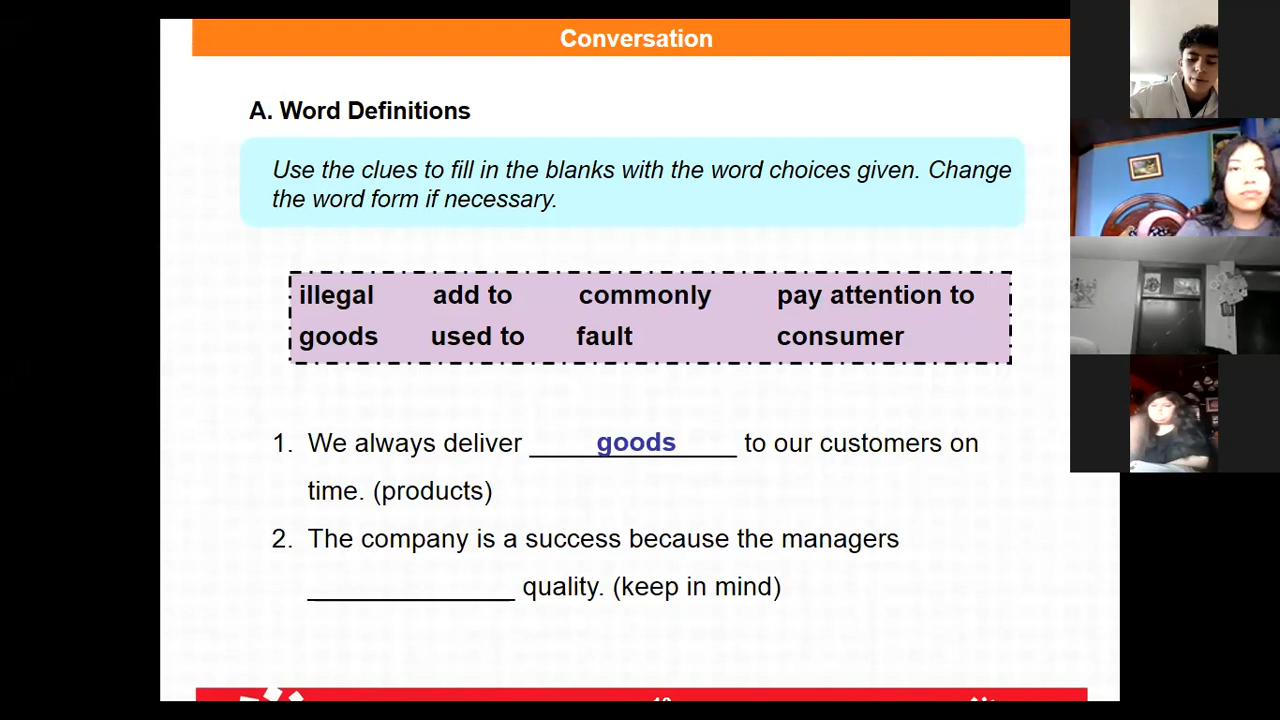 Conversation
A. Word Definitions
Use the clues to fill in the blanks with the word choices given. Change
the word form if necessary.
illegal add to commonly pay attention to
goods used to fault consumer
1. We always deliver goods to our customers on
time. (products)
2. The company is a success because the managers
______________ quality. (keep in mind)